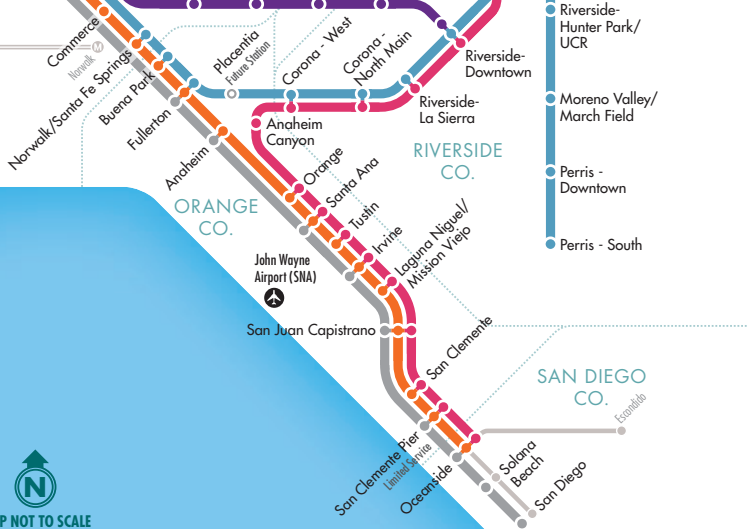 Commerce
Norwalk
M
Norwalk/Santa Fe Springs
Buena Park
Fullerton
Anaheim
Placentia
Future Station
Corona - West
Corona -
North Main
Riverside-
Downtown
Riverside-
La Sierra
Riverside-
Hunter Park/
UCR
Moreno Valley/
March Field
Perris -
Downtown
Perris - South
Anaheim
Canyon
RIVERSIDE
CO.
ORANGE
CO.
Orange
Santa Ana
Tustin
Irvine
Laguna Niguel/
Mission Viejo
John Wayne
Airport (SNA)
San Juan Capistrano
San Clemente
SAN DIEGO
CO.
Escondido
San Clemente Pier
Limited Service
Oceanside
Solana
Beach
San Diego
N
P NOT TO SCALE